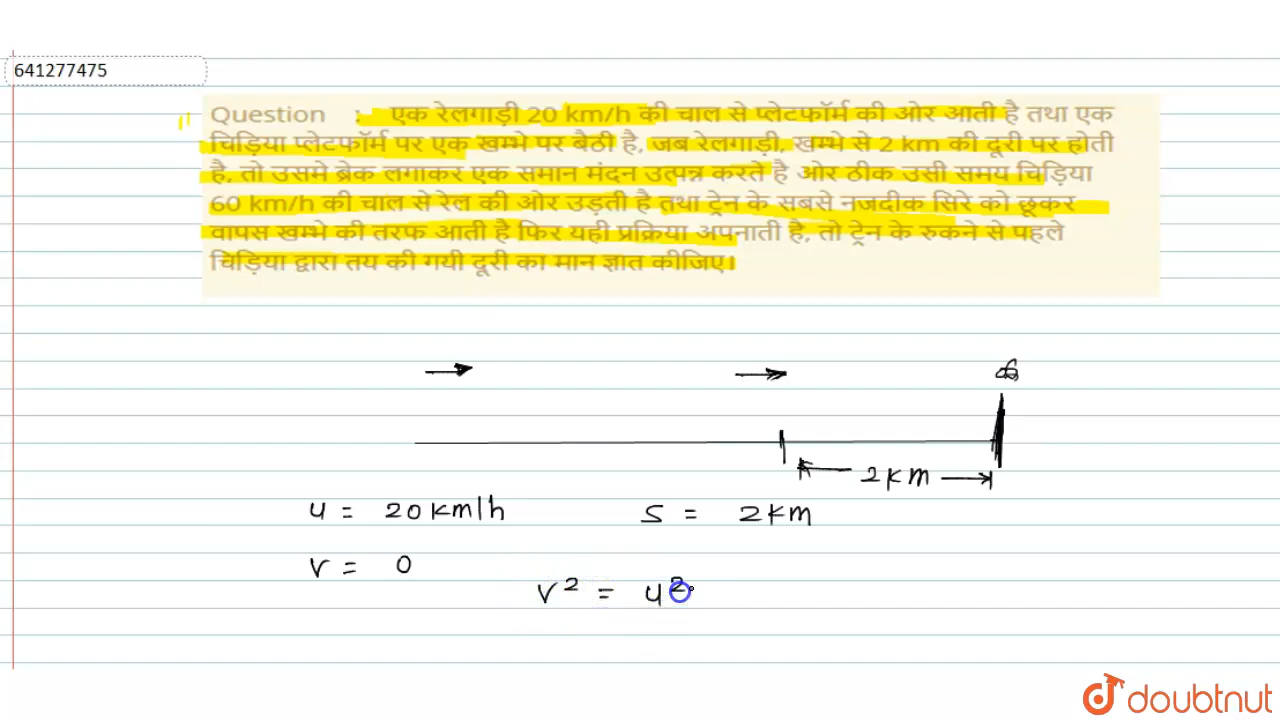 641277475
Question : एक रेलगाड़ी 20 km/h की चाल से प्लेटफॉर्म की ओर आती है तथा एक
चिड़िया प्लेटफॉर्म पर एक खम्भे पर बैठी है, जब रेलगाड़ी, खम्भे से 2 km की दूरी पर होती
है, तो उसमे ब्रेक लगाकर एक समान मंदन उत्पन्न करते है ओर ठीक उसी समय चिड़िया
60 km/h की चाल से रेल की ओर उड़ती है तथा ट्रेन के सबसे नजदीक सिरे को छूकर
वापस खम्भे की तरफ आती है फिर यही प्रक्रिया अपनाती है, तो ट्रेन के रुकने से पहले
चिड़िया द्वारा तय की गयी दूरी का मान ज्ञात कीजिए।
2 km
u = 20 km/h s = 2 km
v = 0
v² = u²
doubtnut